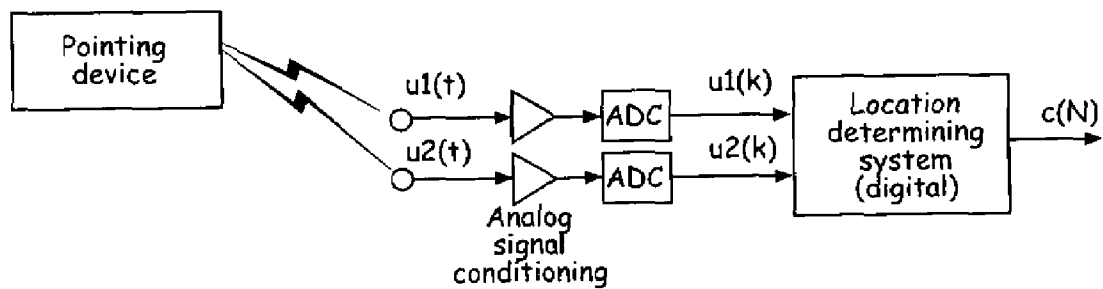 Pointing
device
u1(t)
u2(t)
Analog
signal
conditioning
ADC
ADC
u1(k)
u2(k)
Location
determining
system
(digital)
c(N)